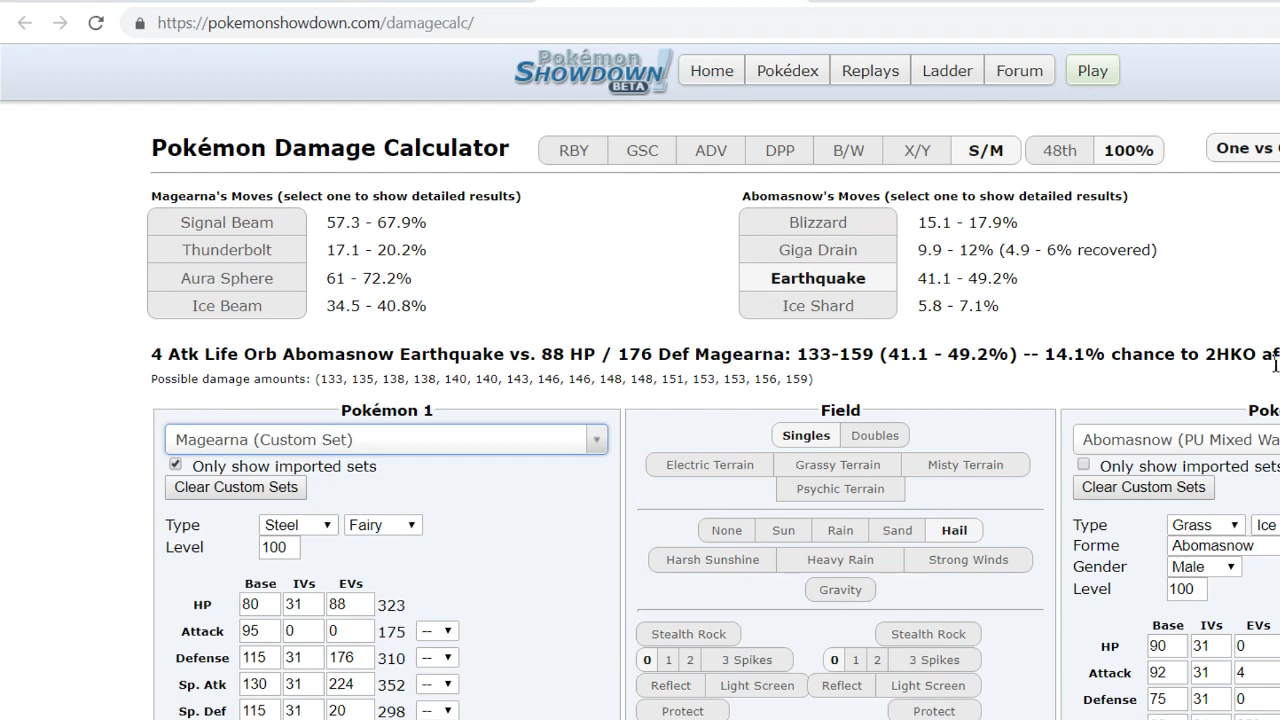 https://pokemonshowdown.com/damagecalc/
Pokémon SHOWDOWN! BETA
Home Pokédex Replays Ladder Forum Play
Pokémon Damage Calculator RBY GSC ADV DPP B/W X/Y S/M 48th 100% One vs
Magearna's Moves (select one to show detailed results)
Signal Beam 57.3 - 67.9%
Thunderbolt 17.1 - 20.2%
Aura Sphere 61 - 72.2%
Ice Beam 34.5 - 40.8%
Abomasnow's Moves (select one to show detailed results)
Blizzard 15.1 - 17.9%
Giga Drain 9.9 - 12% (4.9 - 6% recovered)
Earthquake 41.1 - 49.2%
Ice Shard 5.8 - 7.1%
4 Atk Life Orb Abomasnow Earthquake vs. 88 HP / 176 Def Magearna: 133-159 (41.1 - 49.2%) -- 14.1% chance to 2HKO
Possible damage amounts: (133, 135, 138, 138, 140, 140, 143, 146, 146, 148, 148, 151, 153, 153, 156, 159)
Pokémon 1
Magearna (Custom Set)
Only show imported sets
Clear Custom Sets
Type Steel Fairy
Level 100
Base IVs EVs
HP 80 31 88 323
Attack 95 0 0 175 --
Defense 115 31 176 310 --
Sp. Atk 130 31 224 352 --
Sp. Def 115 31 20 298 --
Field
Singles Doubles
Electric Terrain Grassy Terrain Misty Terrain
Psychic Terrain
None Sun Rain Sand Hail
Harsh Sunshine Heavy Rain Strong Winds
Gravity
Stealth Rock Stealth Rock
0 1 2 3 Spikes 0 1 2 3 Spikes
Reflect Light Screen Reflect Light Screen
Protect Protect
Abomasnow (PU Mixed
Only show imported sets
Clear Custom Sets
Type Grass Ice
Forme Abomasnow
Gender Male
Level 100
Base IVs EVs
HP 90 31 0
Attack 92 31 4
Defense 75 31 0